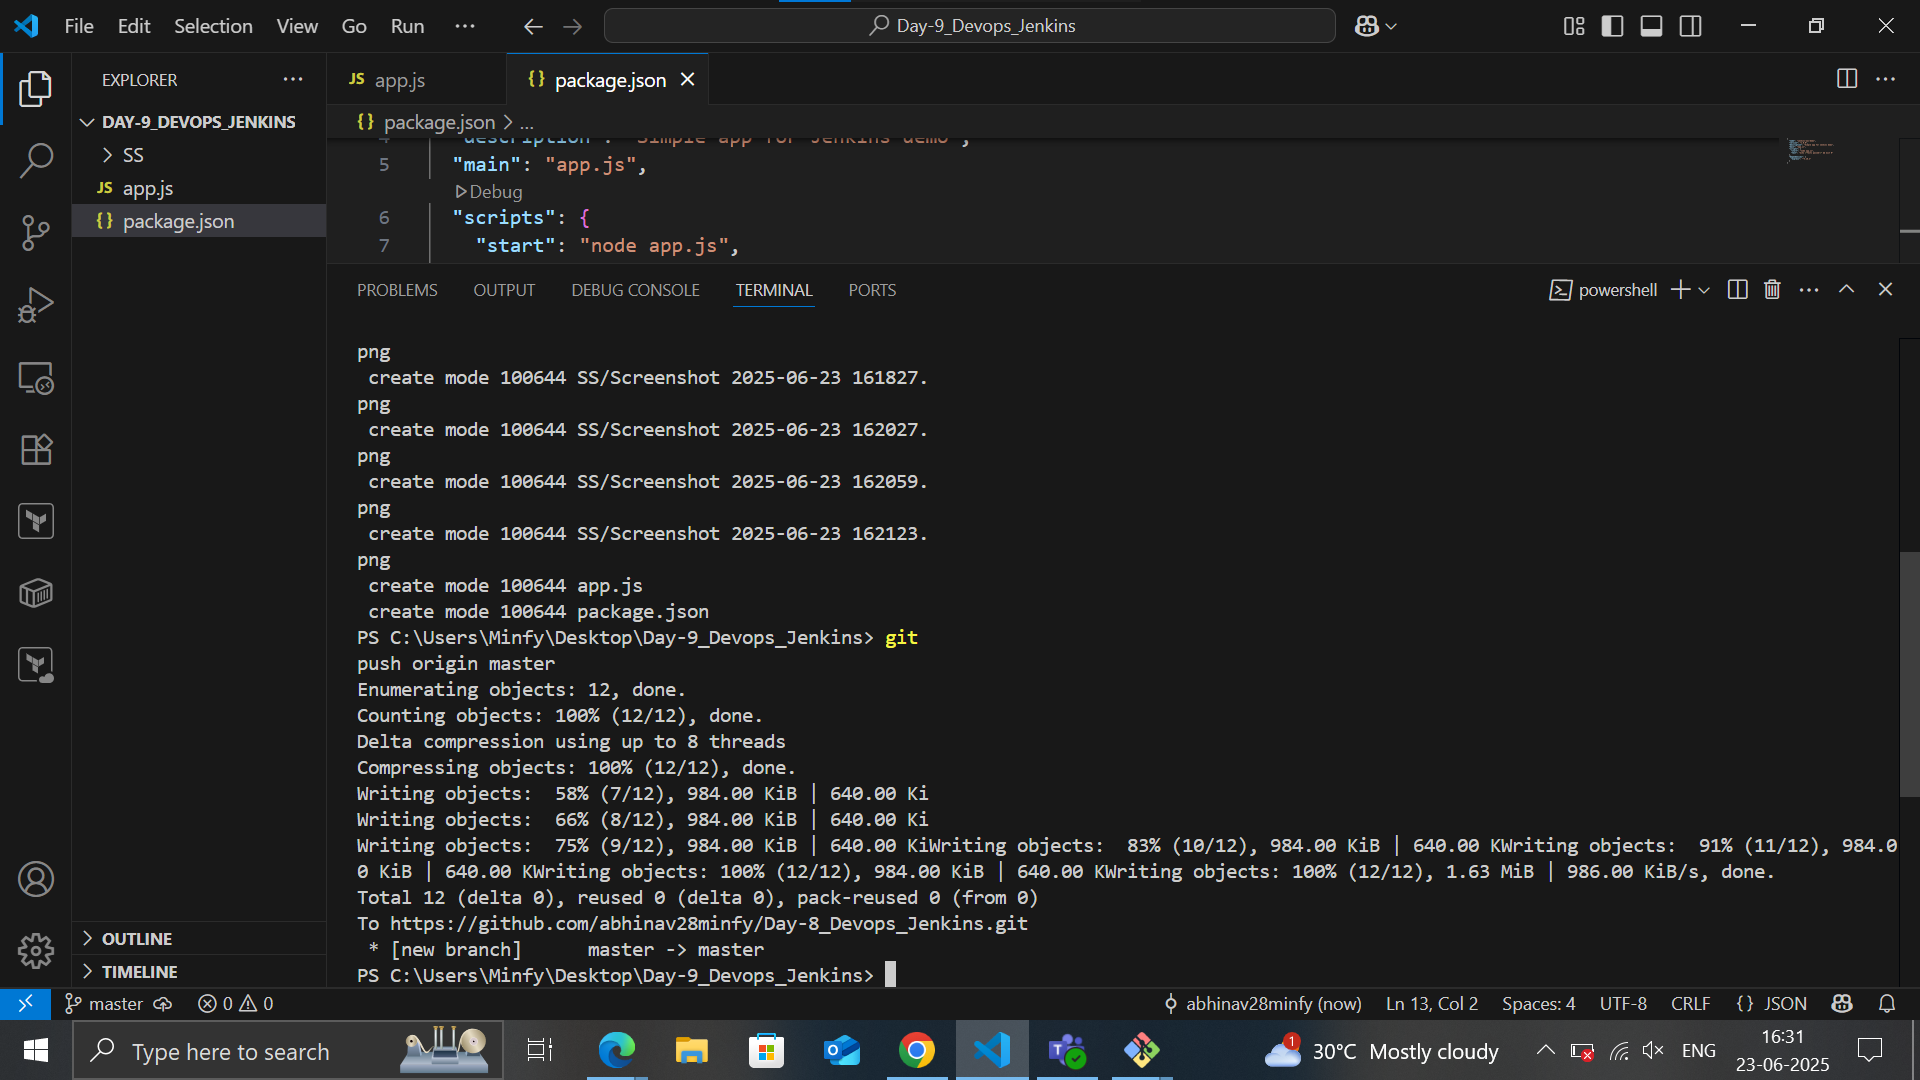 File Edit Selection View Go Run ···
Day-9_Devops_Jenkins
EXPLORER ···
DAY-9_DEVOPS_JENKINS
SS
JS app.js
{} package.json
OUTLINE
TIMELINE
JS app.js
{} package.json
{} package.json > ...
4 "description": "Simple app for Jenkins demo",
5 "main": "app.js",
Debug
6 "scripts": {
7 "start": "node app.js",
PROBLEMS OUTPUT DEBUG CONSOLE TERMINAL PORTS
powershell
png
create mode 100644 SS/Screenshot 2025-06-23 161827.
png
create mode 100644 SS/Screenshot 2025-06-23 162027.
png
create mode 100644 SS/Screenshot 2025-06-23 162059.
png
create mode 100644 SS/Screenshot 2025-06-23 162123.
png
create mode 100644 app.js
create mode 100644 package.json
PS C:\Users\Minfy\Desktop\Day-9_Devops_Jenkins> git
push origin master
Enumerating objects: 12, done.
Counting objects: 100% (12/12), done.
Delta compression using up to 8 threads
Compressing objects: 100% (12/12), done.
Writing objects:  58% (7/12), 984.00 KiB | 640.00 Ki
Writing objects:  66% (8/12), 984.00 KiB | 640.00 Ki
Writing objects:  75% (9/12), 984.00 KiB | 640.00 KiWriting objects:  83% (10/12), 984.00 KiB | 640.00 KWriting objects:  91% (11/12), 984.0
0 KiB | 640.00 KWriting objects: 100% (12/12), 984.00 KiB | 640.00 KWriting objects: 100% (12/12), 1.63 MiB | 986.00 KiB/s, done.
Total 12 (delta 0), reused 0 (delta 0), pack-reused 0 (from 0)
To https://github.com/abhinav28minfy/Day-8_Devops_Jenkins.git
* [new branch]      master -> master
PS C:\Users\Minfy\Desktop\Day-9_Devops_Jenkins>
master 0 0 abhinav28minfy (now) Ln 13, Col 2 Spaces: 4 UTF-8 CRLF {} JSON
Type here to search
1 30°C Mostly cloudy ENG 16:31
23-06-2025